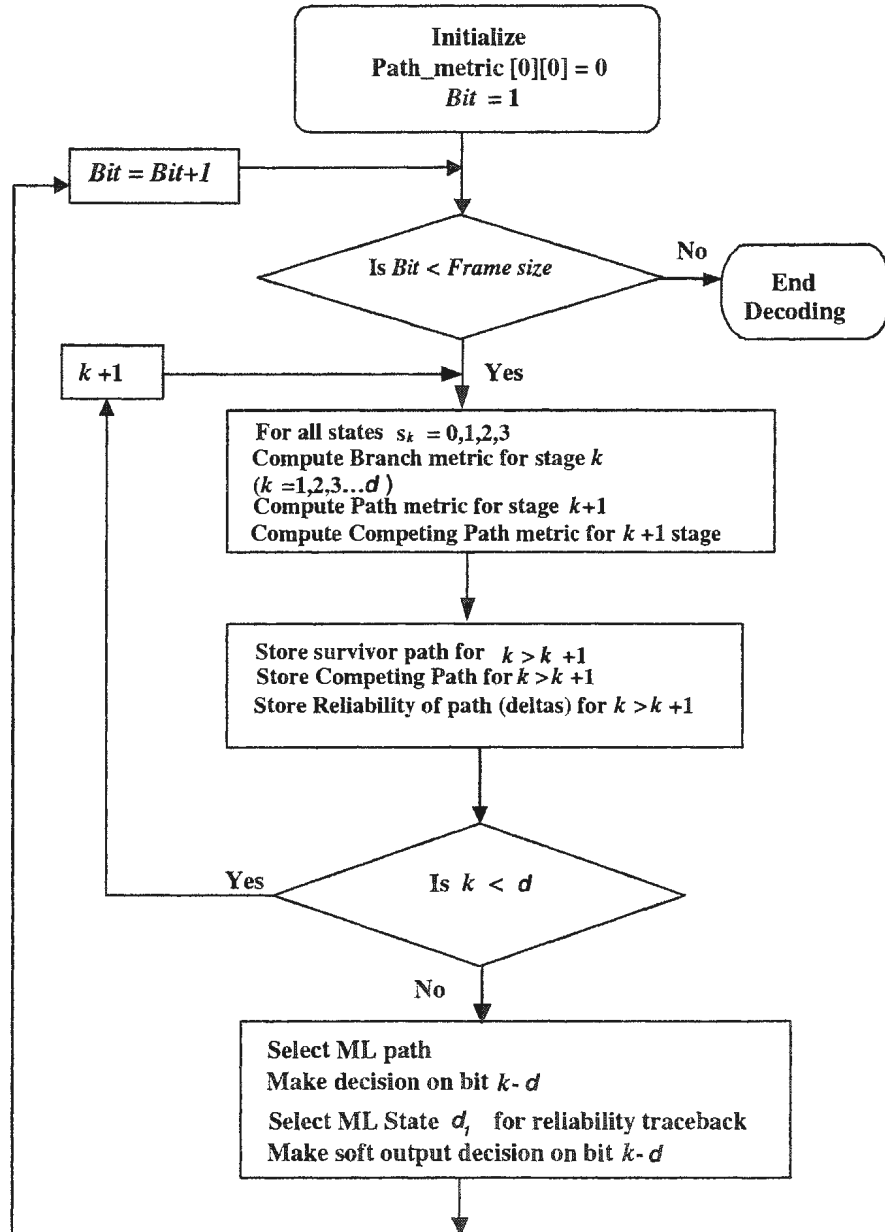 Initialize
Path_metric [0][0] = 0
Bit = 1
Bit = Bit+1
Is Bit < Frame size
No
End
Decoding
k +1
Yes
For all states sₖ = 0,1,2,3
Compute Branch metric for stage k
(k =1,2,3...d )
Compute Path metric for stage k+1
Compute Competing Path metric for k +1 stage
Store survivor path for k > k +1
Store Competing Path for k > k +1
Store Reliability of path (deltas) for k > k +1
Is k < d
Yes
No
Select ML path
Make decision on bit k- d
Select ML State d₁ for reliability traceback
Make soft output decision on bit k- d